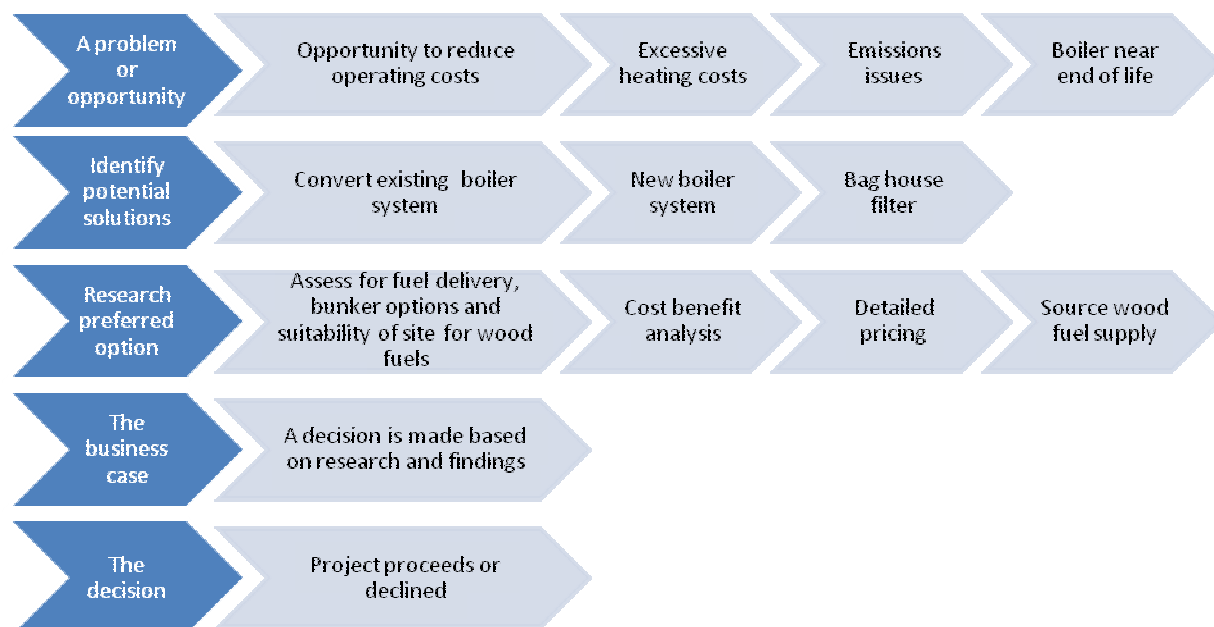 A problem
or
opportunity
Opportunity to reduce
operating costs
Excessive
heating costs
Emissions
issues
Boiler near
end of life
Identify
potential
solutions
Convert existing boiler
system
New boiler
system
Bag house
filter
Research
preferred
option
Assess for fuel delivery,
bunker options and
suitability of site for wood
fuels
Cost benefit
analysis
Detailed
pricing
Source wood
fuel supply
The
business
case
A decision is made based
on research and findings
The
decision
Project proceeds or
declined